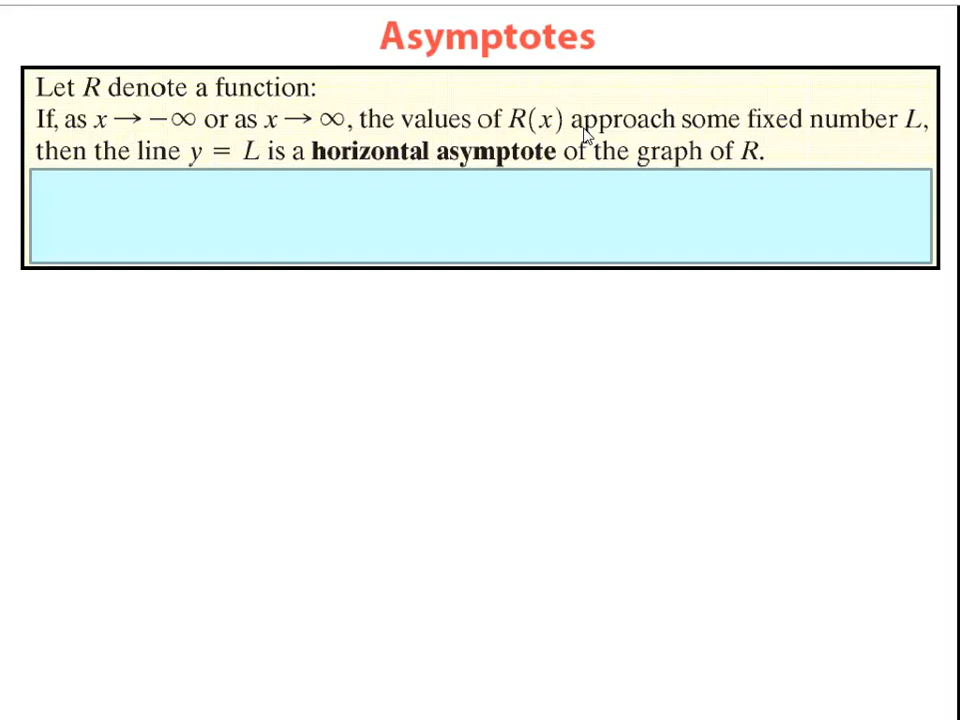 Asymptotes
Let R denote a function:
If, as x → −∞ or as x → ∞, the values of R(x) approach some fixed number L,
then the line y = L is a horizontal asymptote of the graph of R.